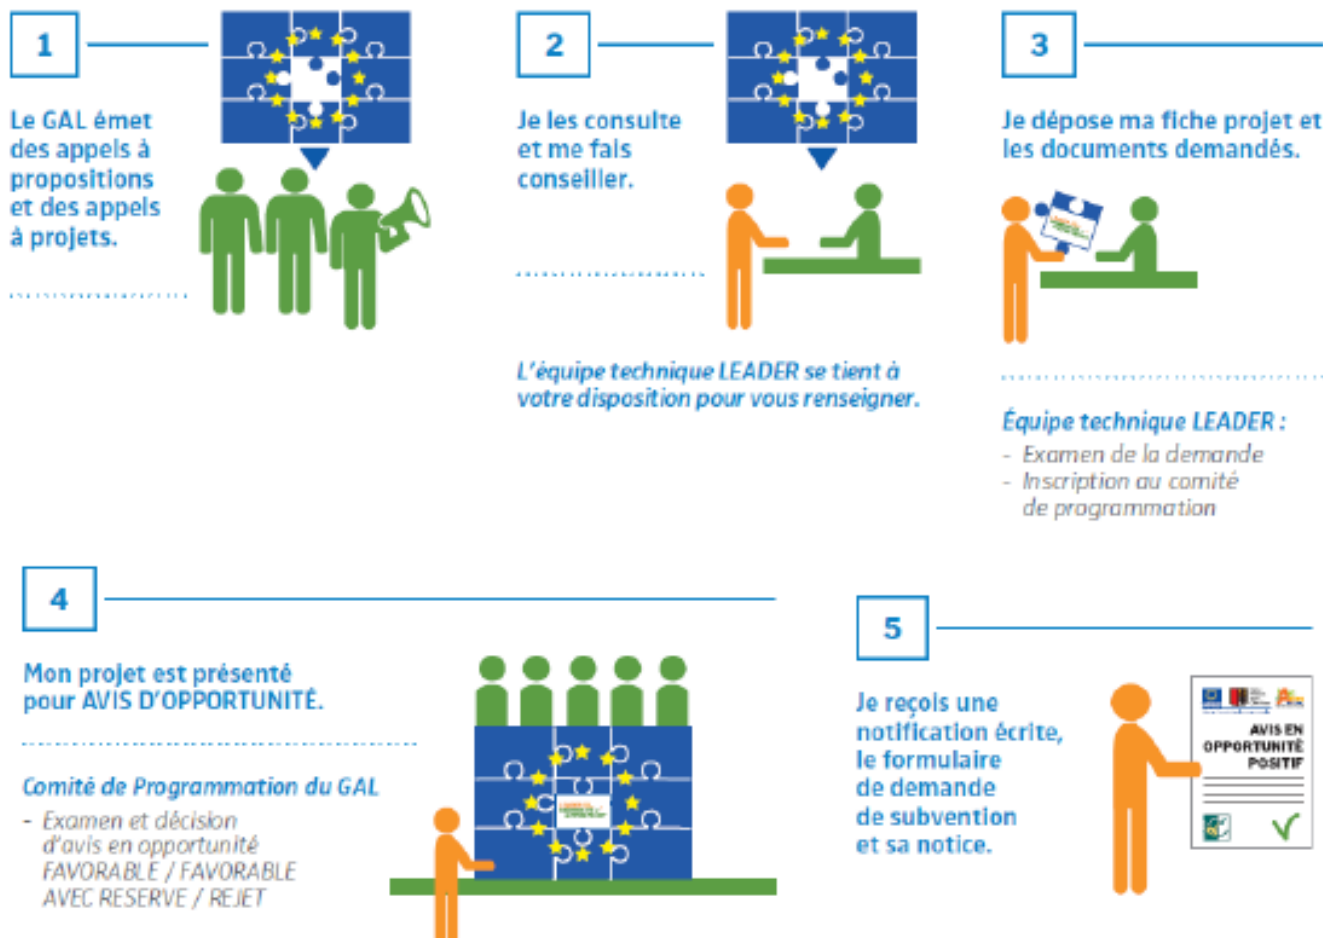 1
Le GAL émet
des appels à
propositions
et des appels
à projets.
2
Je les consulte
et me fais
conseiller.
L'équipe technique LEADER se tient à
votre disposition pour vous renseigner.
3
Je dépose ma fiche projet et
les documents demandés.
Équipe technique LEADER :
- Examen de la demande
- Inscription au comité
de programmation
4
Mon projet est présenté
pour AVIS D'OPPORTUNITÉ.
Comité de Programmation du GAL
- Examen et décision
d'avis en opportunité
FAVORABLE / FAVORABLE
AVEC RESERVE / REJET
5
Je reçois une
notification écrite,
le formulaire
de demande
de subvention
et sa notice.
AVIS EN
OPPORTUNITÉ
POSITIF